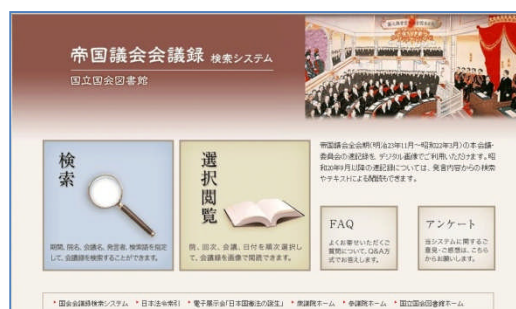 帝国議会会議録 検索システム
国立国会図書館
検索
期間、院名、会議名、発言者、検索語を指定
して、会議録を検索することができます。
選択閲覧
院、回次、会議、日付を順次選択し
て、会議録を画像で閲覧できます。
帝国議会全会期(明治23年11月~昭和22年3月)の本会議・
委員会の速記録を、デジタル画像でご利用いただけます。昭
和20年9月以降の速記録については、発言内容からの検索
やテキストによる閲覧もできます。
FAQ
よくお寄せいただくご
質問について、Q&A方
式でお答えします。
アンケート
当システムに関するご
意見・ご感想は、こちら
からお願いします。
・国会会議録検索システム ・日本法令索引 ・電子展示会「日本国憲法の誕生」 ・衆議院ホーム ・参議院ホーム ・国立国会図書館ホーム